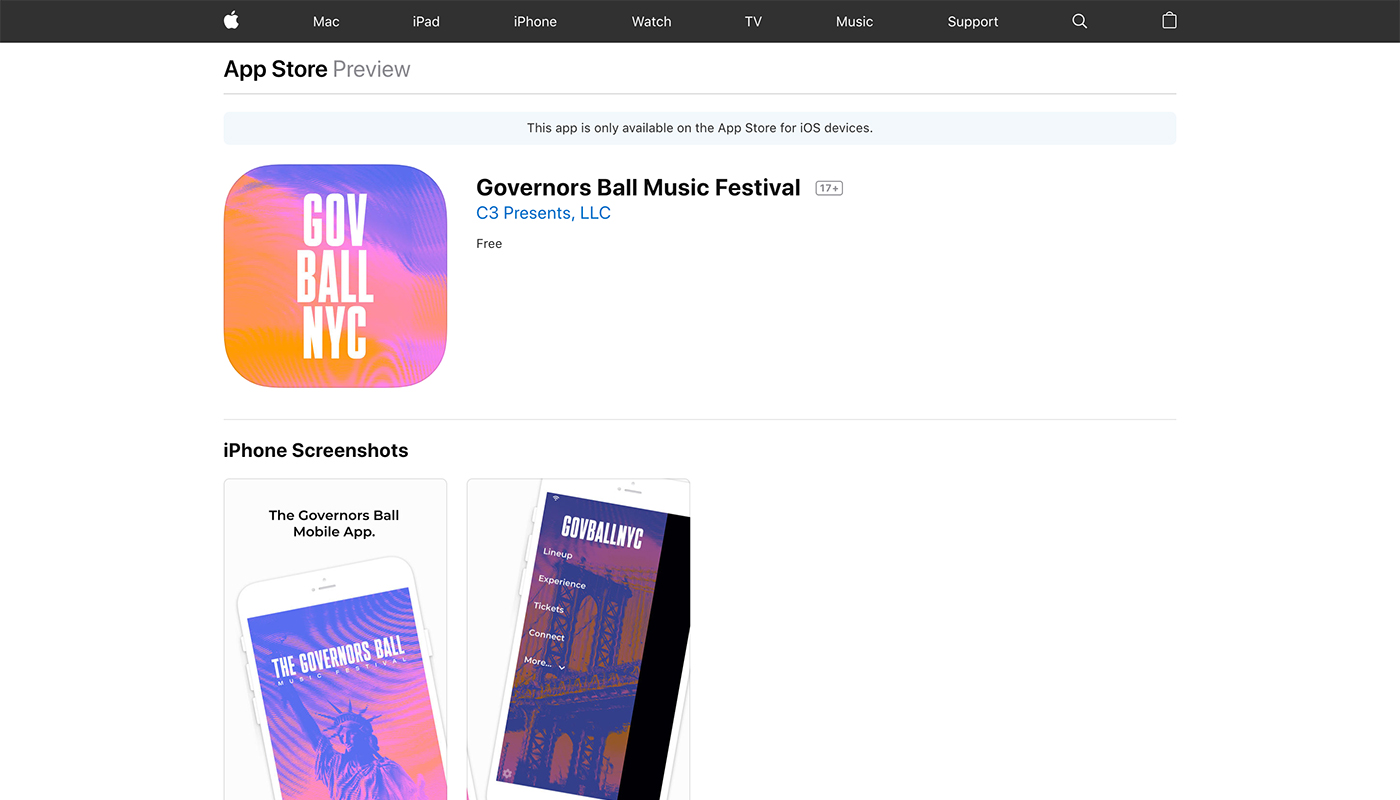 Mac iPad iPhone Watch TV Music Support
App Store Preview
This app is only available on the App Store for iOS devices.
GOV
BALL
NYC
Governors Ball Music Festival 17+
C3 Presents, LLC
Free
iPhone Screenshots
The Governors Ball
Mobile App.
THE GOVERNORS BALL
MUSIC FESTIVAL
GOVBALLNYC
Lineup
Experience
Tickets
Connect
More...